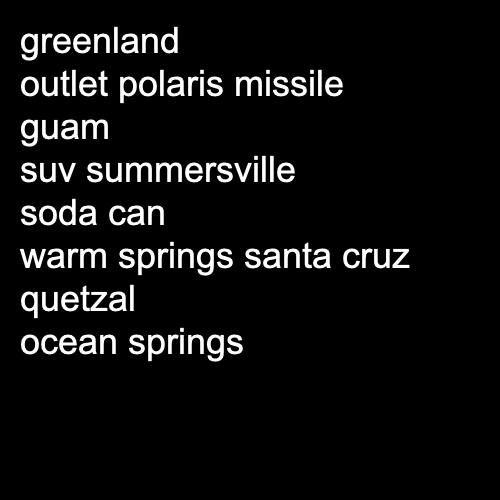 greenland
outlet polaris missile
guam
suv summersville
soda can
warm springs santa cruz
quetzal
ocean springs